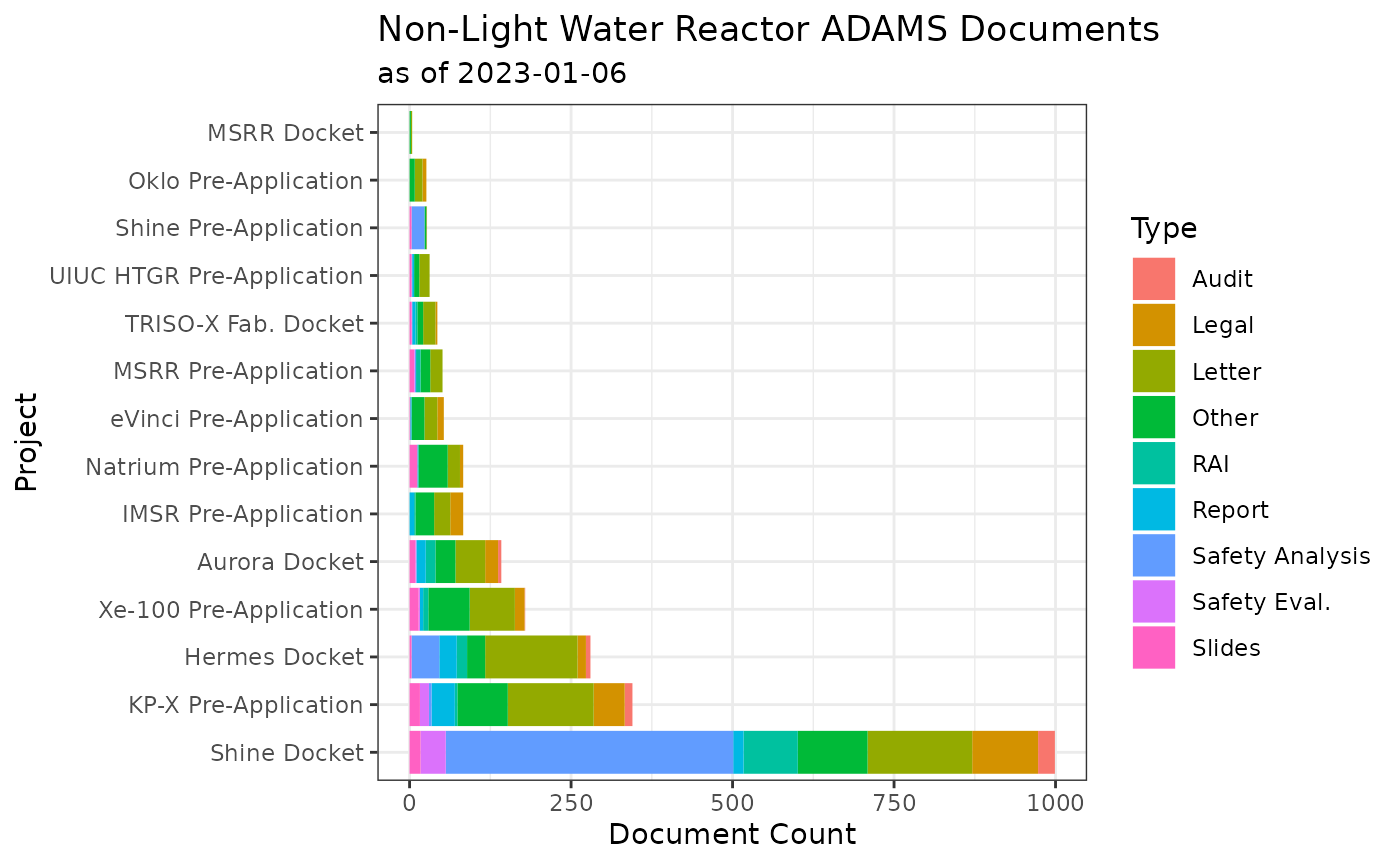 Non-Light Water Reactor ADAMS Documents
as of 2023-01-06
Project
MSRR Docket
Oklo Pre-Application
Shine Pre-Application
UIUC HTGR Pre-Application
TRISO-X Fab. Docket
MSRR Pre-Application
eVinci Pre-Application
Natrium Pre-Application
IMSR Pre-Application
Aurora Docket
Xe-100 Pre-Application
Hermes Docket
KP-X Pre-Application
Shine Docket
0 250 500 750 1000
Document Count
Type
Audit
Legal
Letter
Other
RAI
Report
Safety Analysis
Safety Eval.
Slides